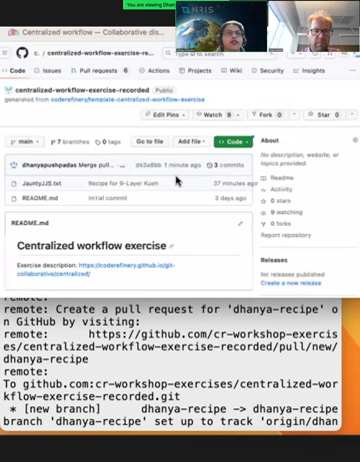 You are viewing Dhan
Centralized workflow — Collaborative dis...
centralized-workflow-exercise-re...
Type / to search
Code Issues Pull requests 6 Actions Projects Wiki Security Insights
centralized-workflow-exercise-recorded Public
generated from coderefinery/template-centralized-workflow-exercise
Edit Pins Watch 9 Fork 0 Star 0
main 7 branches 0 tags Go to file Add file Code
dhanyapushpadas Merge pull... ... 1 minute ago 3 commits
JauntyJJS.txt Recipe for 9-Layer Kueh 37 minutes ago
README.md Initial commit 3 days ago
README.md
Centralized workflow exercise
Exercise description: https://coderefinery.github.io/git-
collaborative/centralized/
About
No description, website, or
topics provided.
Readme
Activity
0 stars
9 watching
0 forks
Report repository
Releases
No releases published
Create a new release
remote:
remote: Create a pull request for 'dhanya-recipe' o
n GitHub by visiting:
remote:      https://github.com/cr-workshop-exercis
es/centralized-workflow-exercise-recorded/pull/new/
dhanya-recipe
remote:
To github.com:cr-workshop-exercises/centralized-wor
kflow-exercise-recorded.git
 * [new branch]      dhanya-recipe -> dhanya-recipe
branch 'dhanya-recipe' set up to track 'origin/dhan